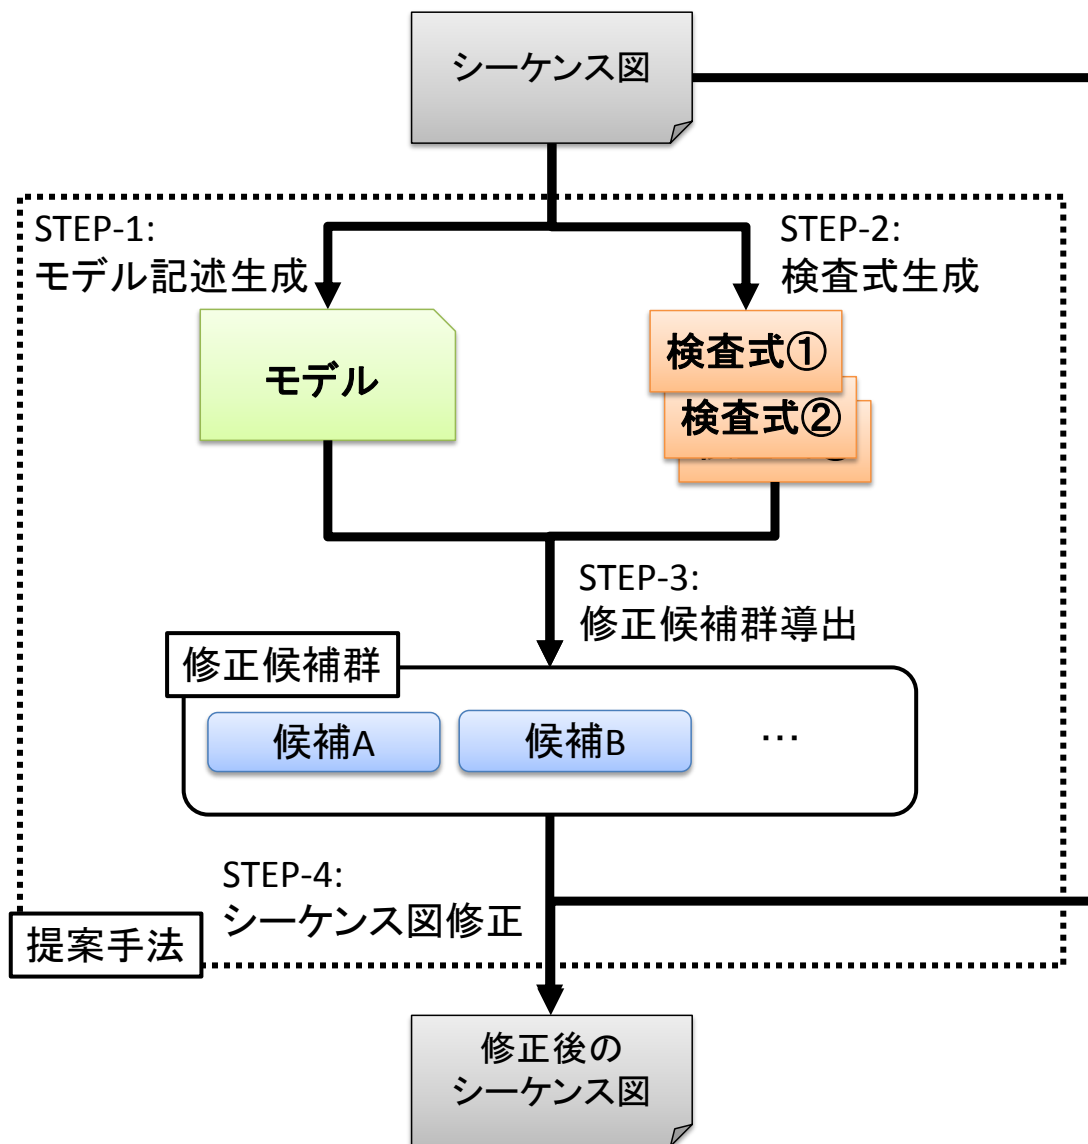 シーケンス図
STEP-1:
モデル記述生成
STEP-2:
検査式生成
モデル
検査式①
検査式②
STEP-3:
修正候補群導出
修正候補群
候補A
候補B
…
STEP-4:
シーケンス図修正
提案手法
修正後の
シーケンス図